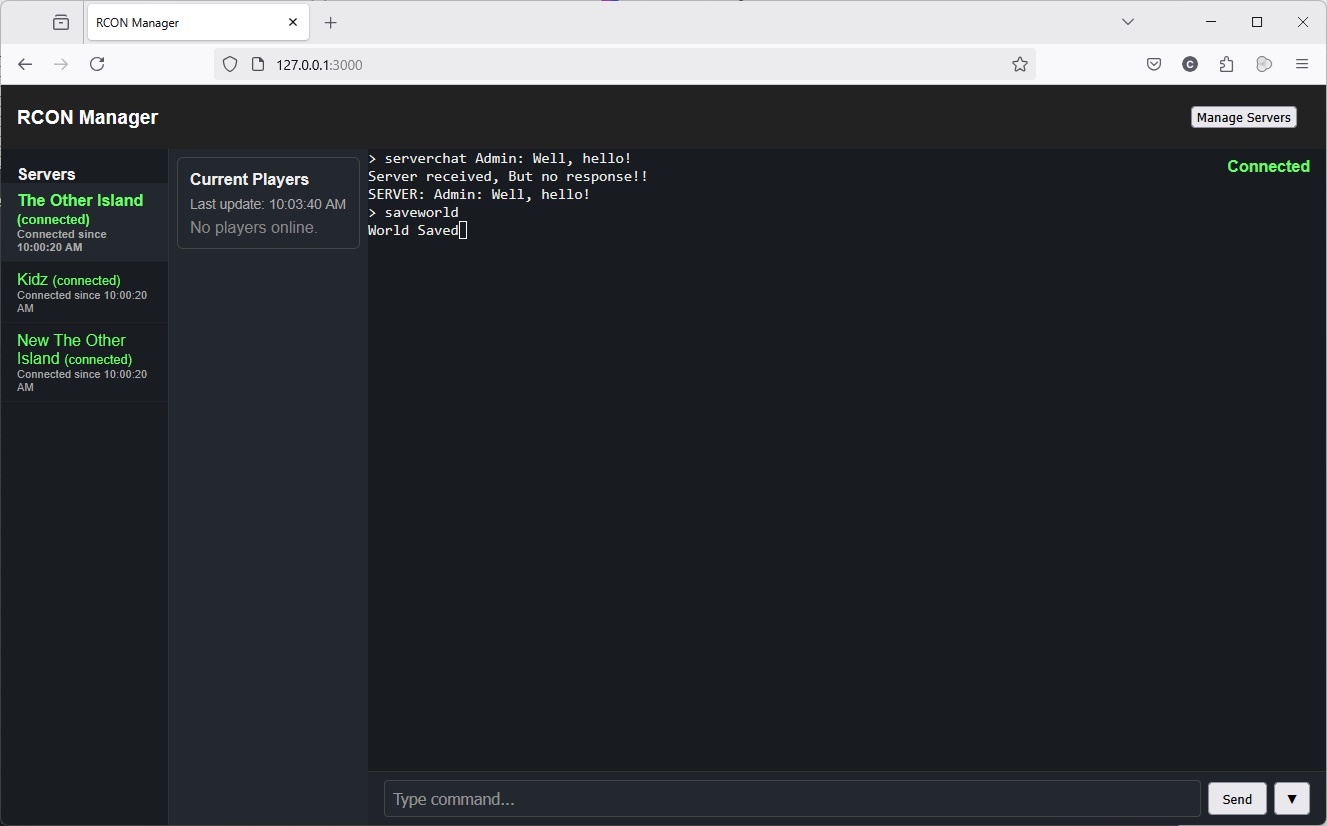 RCON Manager
127.0.0.1:3000
C
RCON Manager
Manage Servers
Servers
The Other Island
(connected)
Connected since
10:00:20 AM
Kidz (connected)
Connected since 10:00:20
AM
New The Other
Island (connected)
Connected since 10:00:20
AM
Current Players
Last update: 10:03:40 AM
No players online.
> serverchat Admin: Well, hello!
Server received, But no response!!
SERVER: Admin: Well, hello!
> saveworld
World Saved
Connected
Type command...
Send